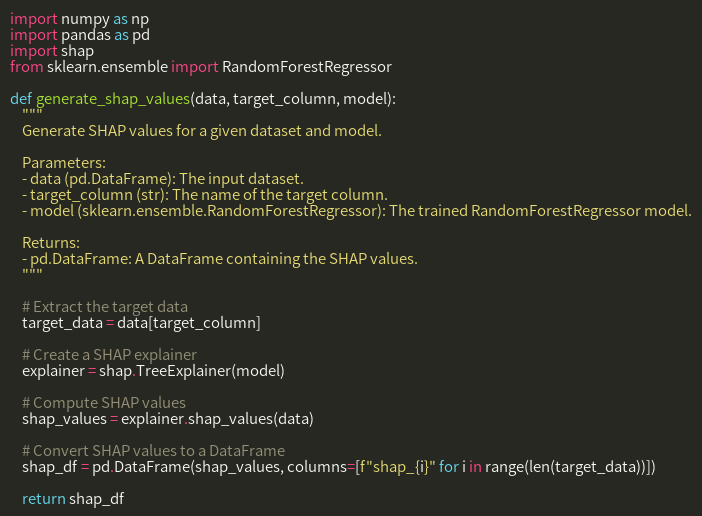 import numpy as np
import pandas as pd
import shap
from sklearn.ensemble import RandomForestRegressor

def generate_shap_values(data, target_column, model):
    """
    Generate SHAP values for a given dataset and model.

    Parameters:
    - data (pd.DataFrame): The input dataset.
    - target_column (str): The name of the target column.
    - model (sklearn.ensemble.RandomForestRegressor): The trained RandomForestRegressor model.

    Returns:
    - pd.DataFrame: A DataFrame containing the SHAP values.
    """

    # Extract the target data
    target_data = data[target_column]

    # Create a SHAP explainer
    explainer = shap.TreeExplainer(model)

    # Compute SHAP values
    shap_values = explainer.shap_values(data)

    # Convert SHAP values to a DataFrame
    shap_df = pd.DataFrame(shap_values, columns=[f"shap_{i}" for i in range(len(target_data))])

    return shap_df